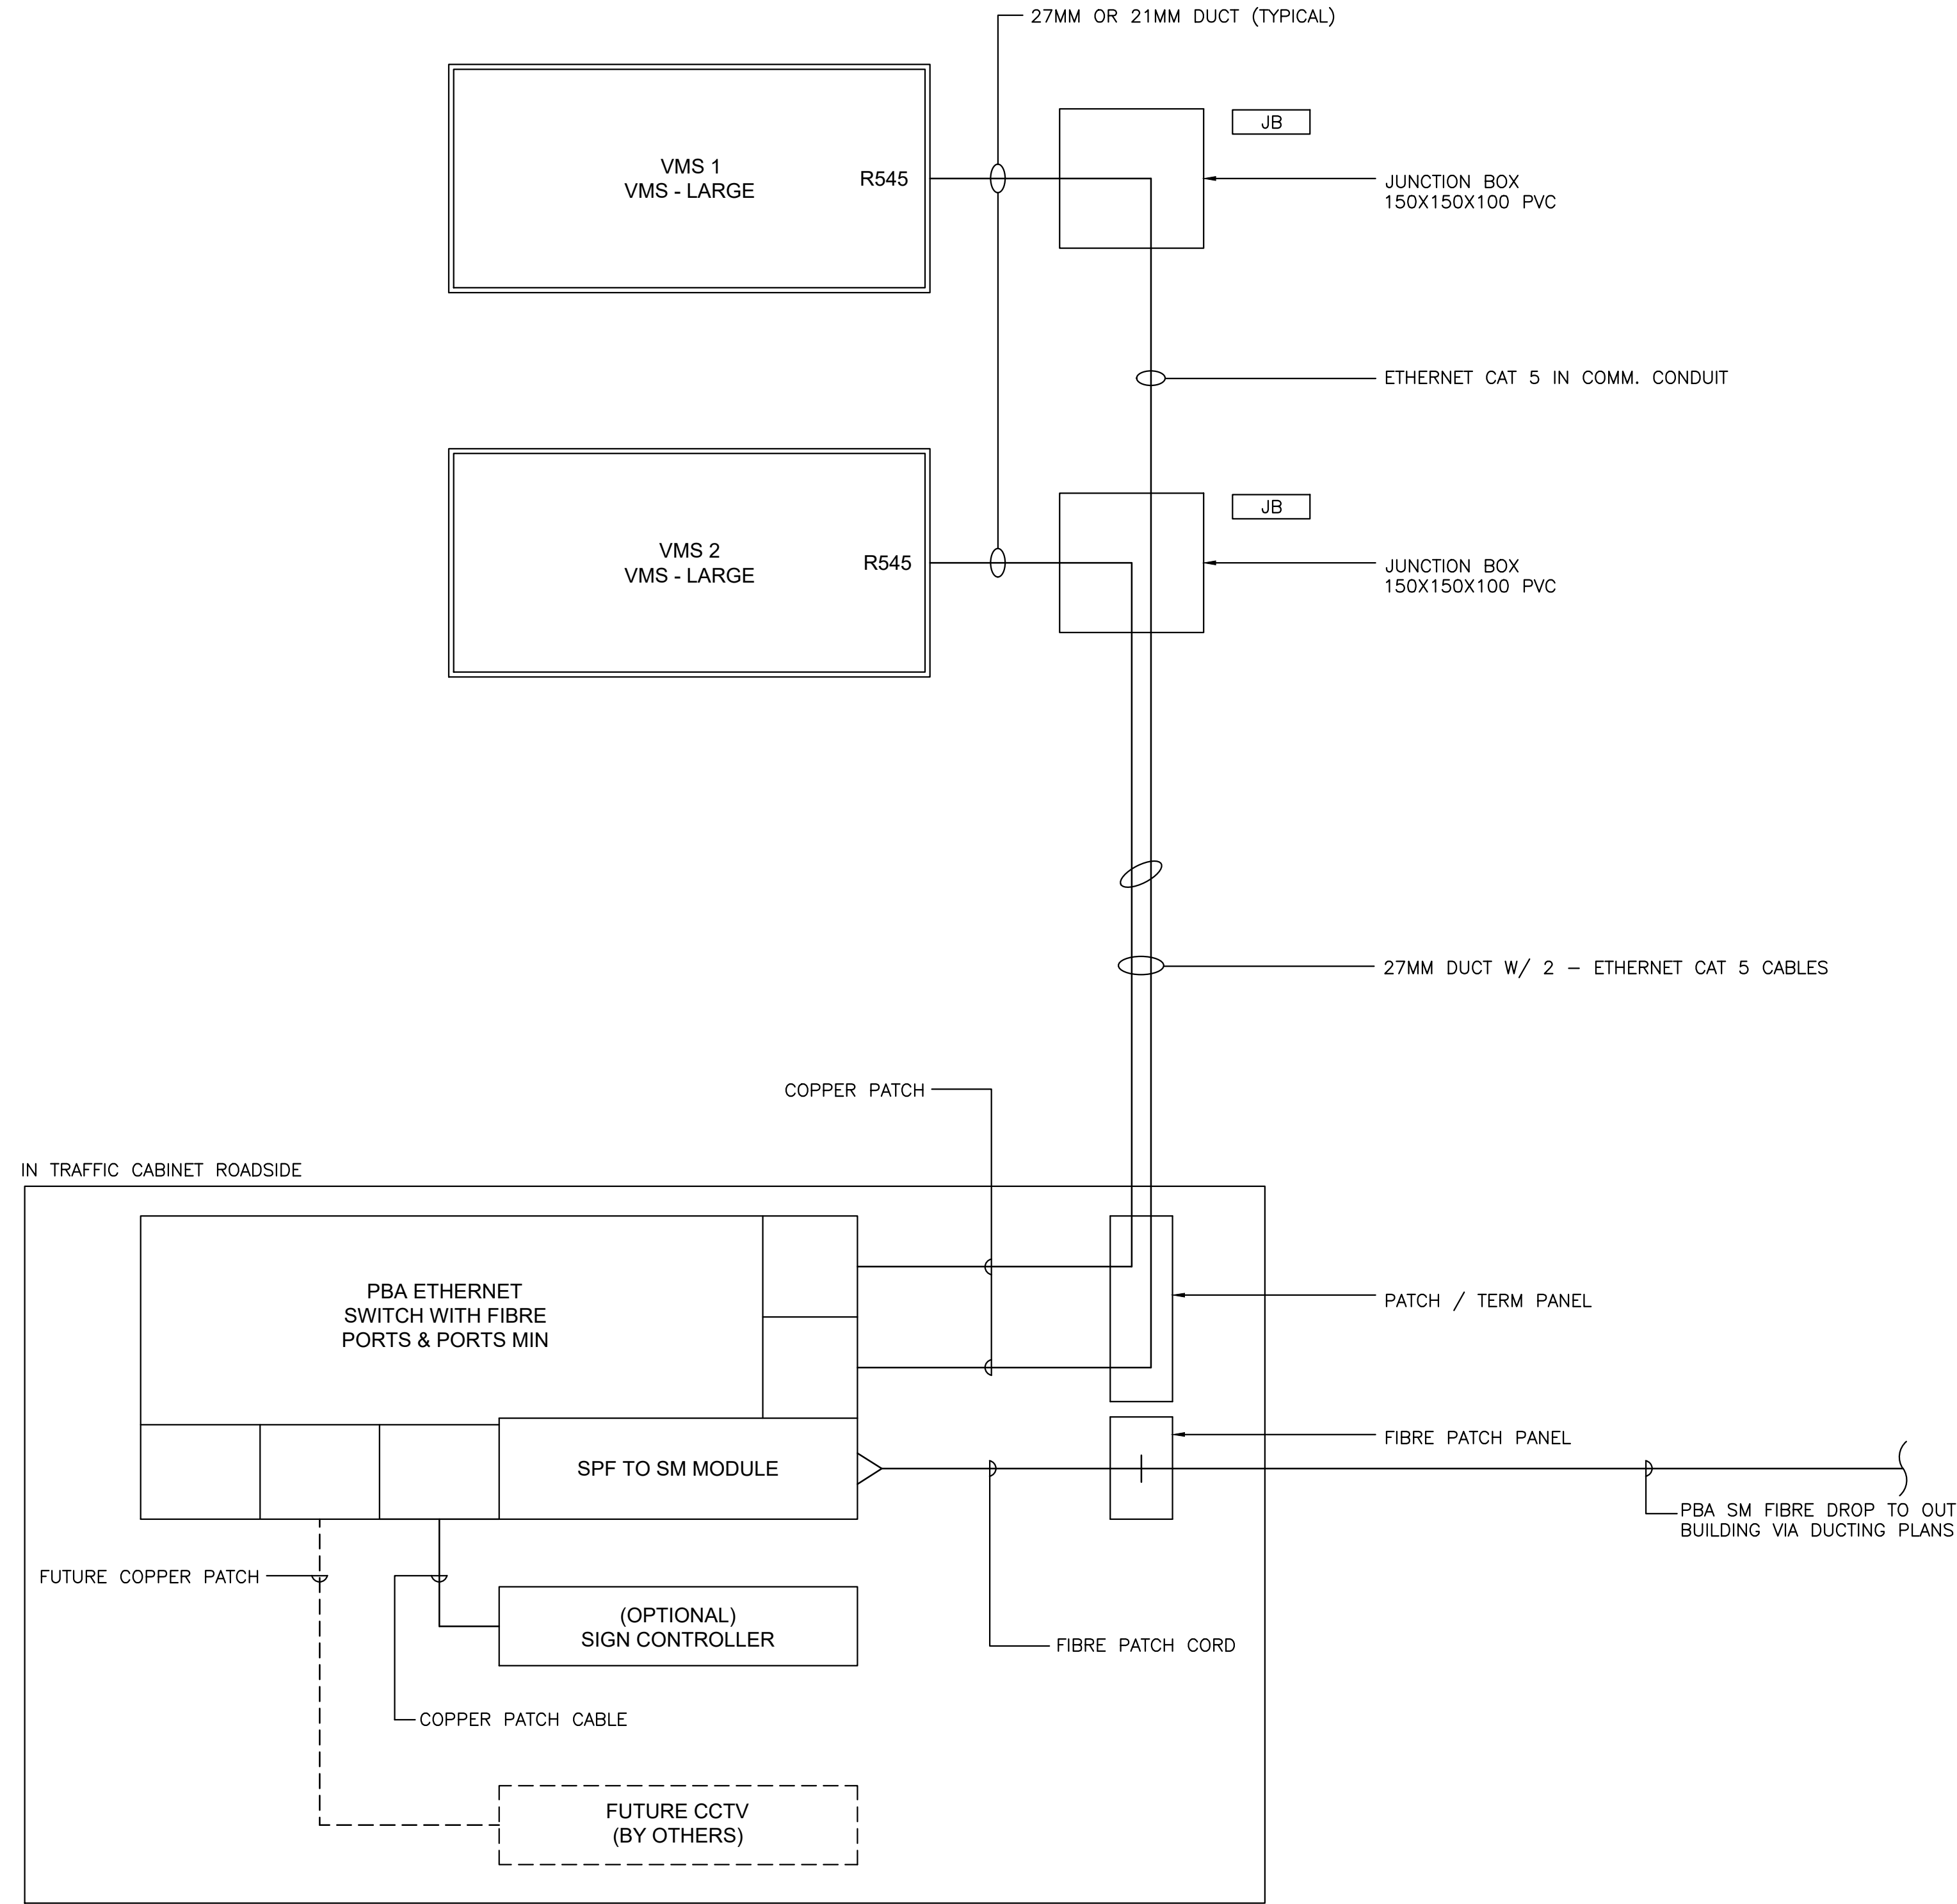 27MM OR 21MM DUCT (TYPICAL)
JB
VMS 1
VMS - LARGE
R545
JUNCTION BOX
150X150X100 PVC
ETHERNET CAT 5 IN COMM. CONDUIT
JB
VMS 2
VMS - LARGE
R545
JUNCTION BOX
150X150X100 PVC
27MM DUCT W/ 2 - ETHERNET CAT 5 CABLES
COPPER PATCH
IN TRAFFIC CABINET ROADSIDE
PBA ETHERNET
SWITCH WITH FIBRE
PORTS & PORTS MIN
PATCH / TERM PANEL
FIBRE PATCH PANEL
SPF TO SM MODULE
PBA SM FIBRE DROP TO OUT
BUILDING VIA DUCTING PLANS
FUTURE COPPER PATCH
(OPTIONAL)
SIGN CONTROLLER
FIBRE PATCH CORD
COPPER PATCH CABLE
FUTURE CCTV
(BY OTHERS)